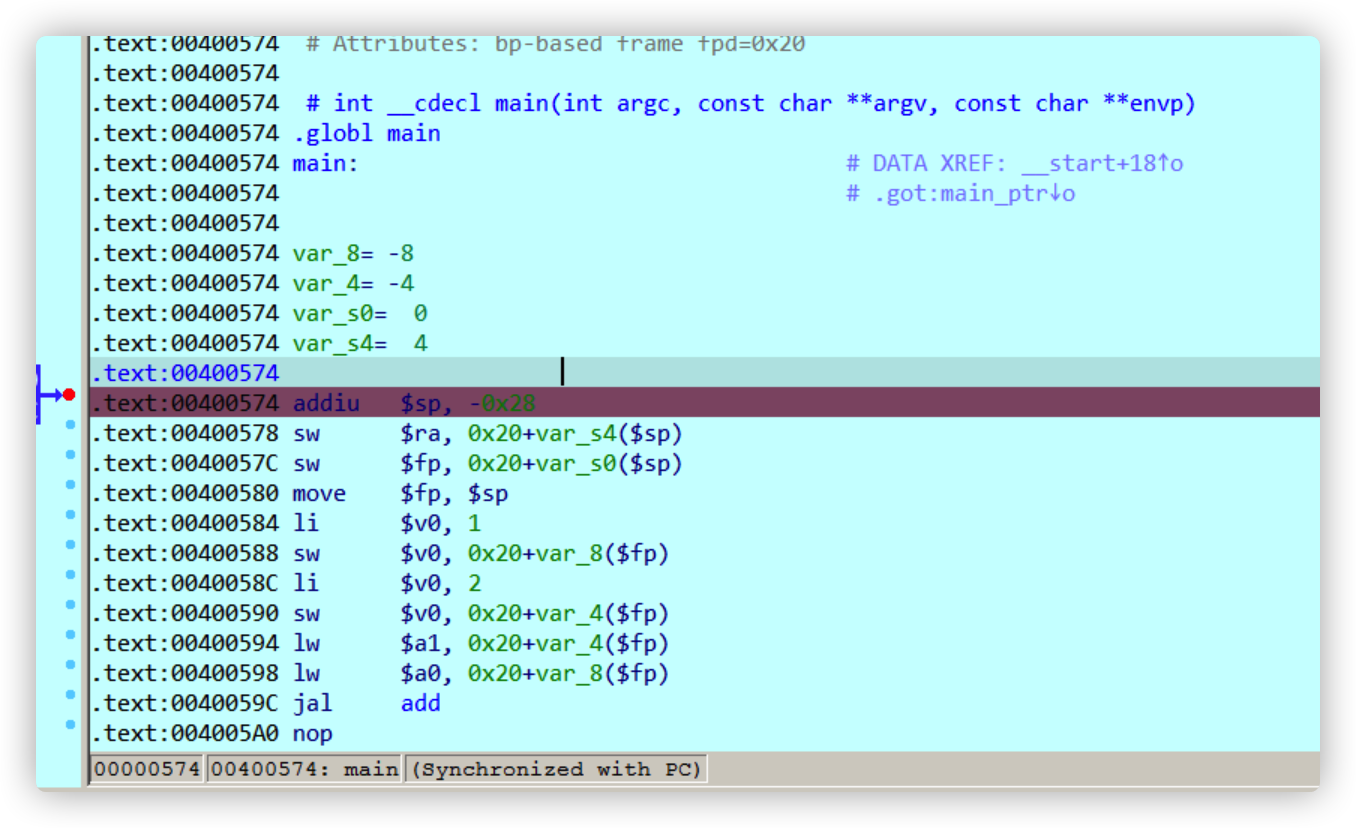 .text:00400574  # Attributes: bp-based frame fpd=0x20
.text:00400574
.text:00400574  # int __cdecl main(int argc, const char **argv, const char **envp)
.text:00400574 .globl main
.text:00400574 main:                                    # DATA XREF: __start+18↑o
.text:00400574                                          # .got:main_ptr↓o
.text:00400574
.text:00400574 var_8= -8
.text:00400574 var_4= -4
.text:00400574 var_s0=  0
.text:00400574 var_s4=  4
.text:00400574
.text:00400574 addiu   $sp, -0x28
.text:00400578 sw      $ra, 0x20+var_s4($sp)
.text:0040057C sw      $fp, 0x20+var_s0($sp)
.text:00400580 move    $fp, $sp
.text:00400584 li      $v0, 1
.text:00400588 sw      $v0, 0x20+var_8($fp)
.text:0040058C li      $v0, 2
.text:00400590 sw      $v0, 0x20+var_4($fp)
.text:00400594 lw      $a1, 0x20+var_4($fp)
.text:00400598 lw      $a0, 0x20+var_8($fp)
.text:0040059C jal     add
.text:004005A0 nop
00000574 00400574: main (Synchronized with PC)